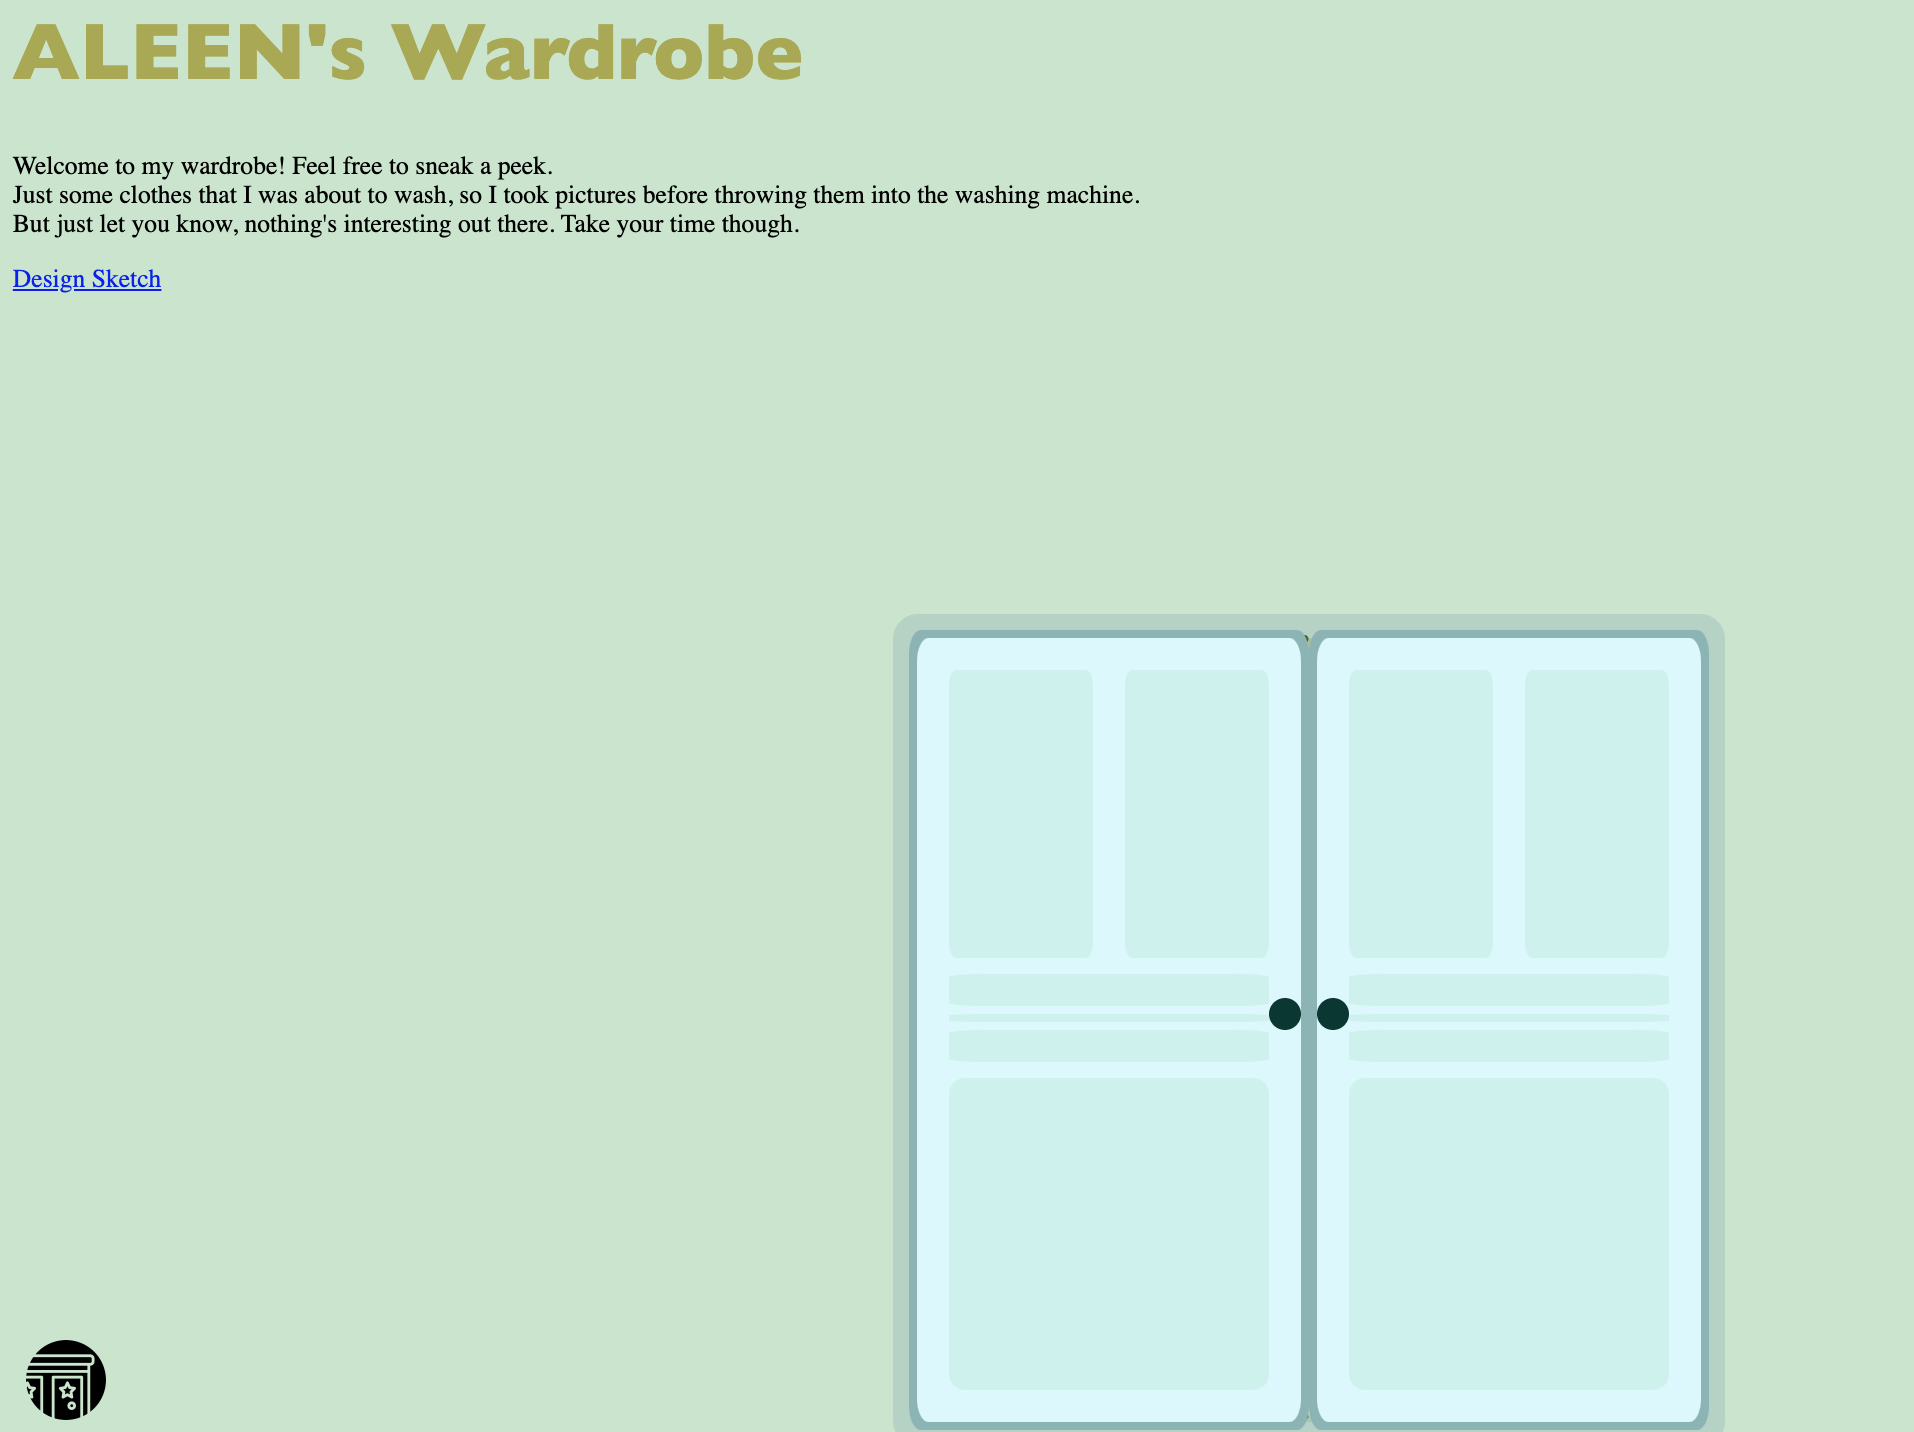 ALEEN's Wardrobe
Welcome to my wardrobe! Feel free to sneak a peek.
Just some clothes that I was about to wash, so I took pictures before throwing them into the washing machine.
But just let you know, nothing's interesting out there. Take your time though.
Design Sketch